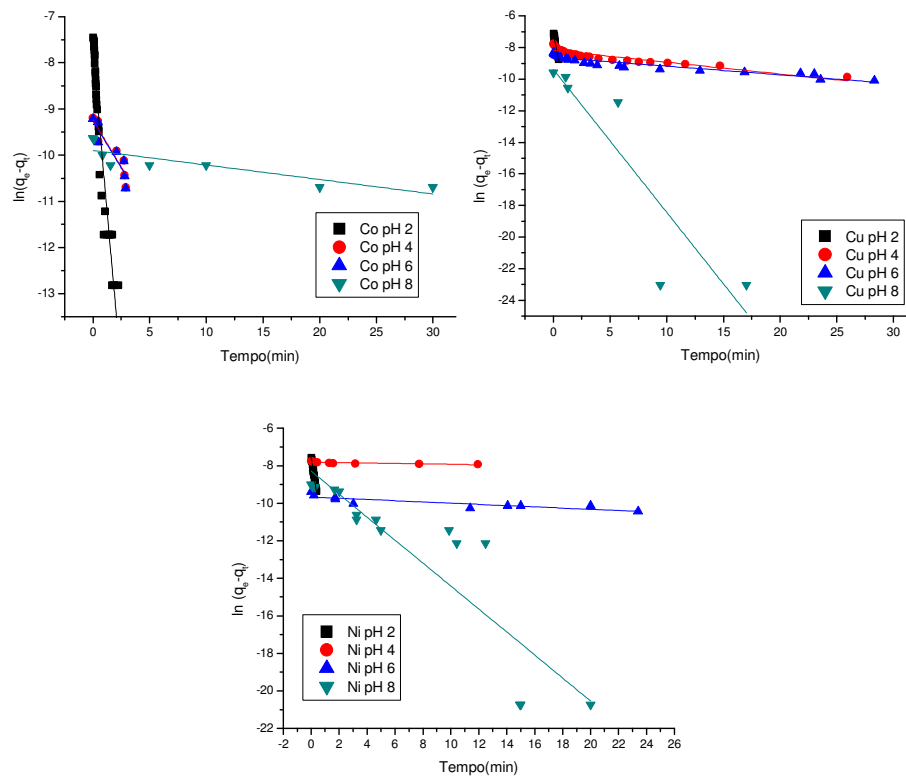 -7
-8
-9
-10
-11
-12
-13
ln(qₑ-qₜ)
Co pH 2
Co pH 4
Co pH 6
Co pH 8
0 5 10 15 20 25 30
Tempo(min)
-6
-8
-10
-12
-14
-16
-18
-20
-22
-24
ln (qₑ-qₜ)
Cu pH 2
Cu pH 4
Cu pH 6
Cu pH 8
0 5 10 15 20 25 30
Tempo(min)
-6
-8
-10
-12
-14
-16
-18
-20
-22
ln (qₑ-qₜ)
Ni pH 2
Ni pH 4
Ni pH 6
Ni pH 8
-2 0 2 4 6 8 10 12 14 16 18 20 22 24 26
Tempo(min)